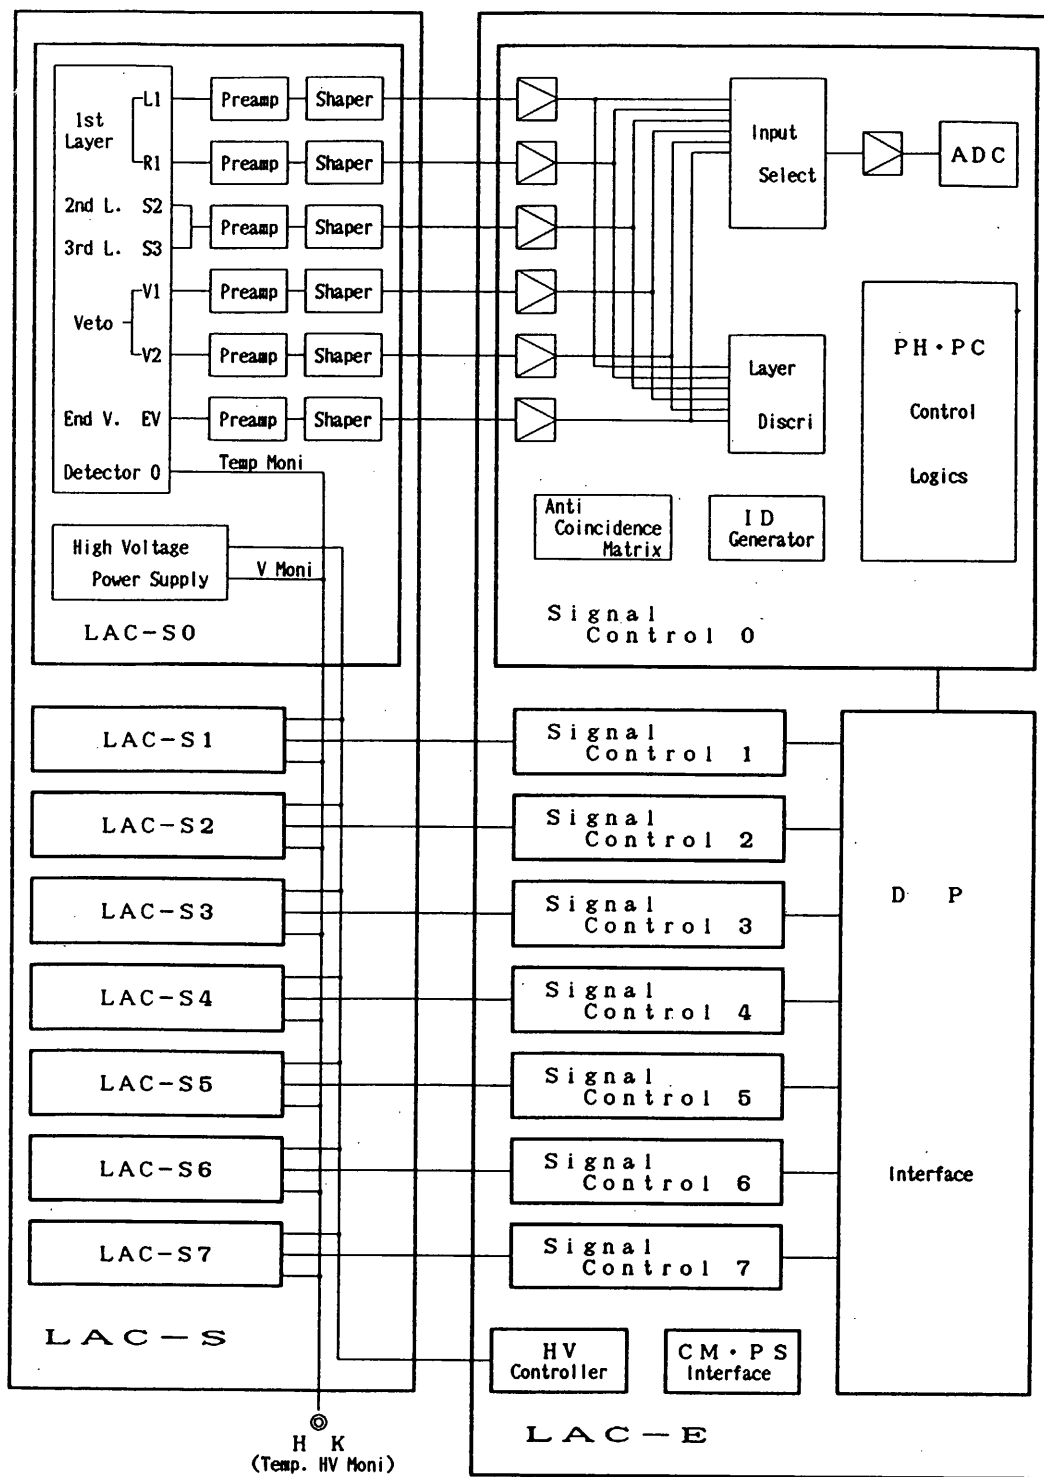 L1 Preamp Shaper
1st
Layer
Input
Select
ADC
R1 Preamp Shaper
2nd L. S2
Preamp Shaper
3rd L. S3
V1 Preamp Shaper
Veto
V2 Preamp Shaper
PH・PC
Control
Logics
Layer
Discri
End V. EV Preamp Shaper
Detector 0
Temp Moni
High Voltage
Power Supply
V Moni
LAC-S0
Anti
Coincidence
Matrix
ID
Generator
Signal
Control 0
LAC-S1
Signal
Control 1
LAC-S2
Signal
Control 2
LAC-S3
Signal
Control 3
D P
LAC-S4
Signal
Control 4
LAC-S5
Signal
Control 5
LAC-S6
Signal
Control 6
Interface
LAC-S7
Signal
Control 7
LAC-S
HV
Controller
CM・PS
Interface
H K
(Temp. HV Moni)
LAC-E